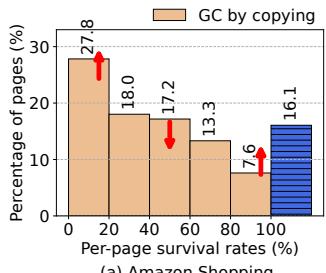 GC by copying
Percentage of pages (%)
30
20
10
0
27.8
18.0
17.2
13.3
7.6
16.1
0 20 40 60 80 100
Per-page survival rates (%)
(a) Amazon Shopping